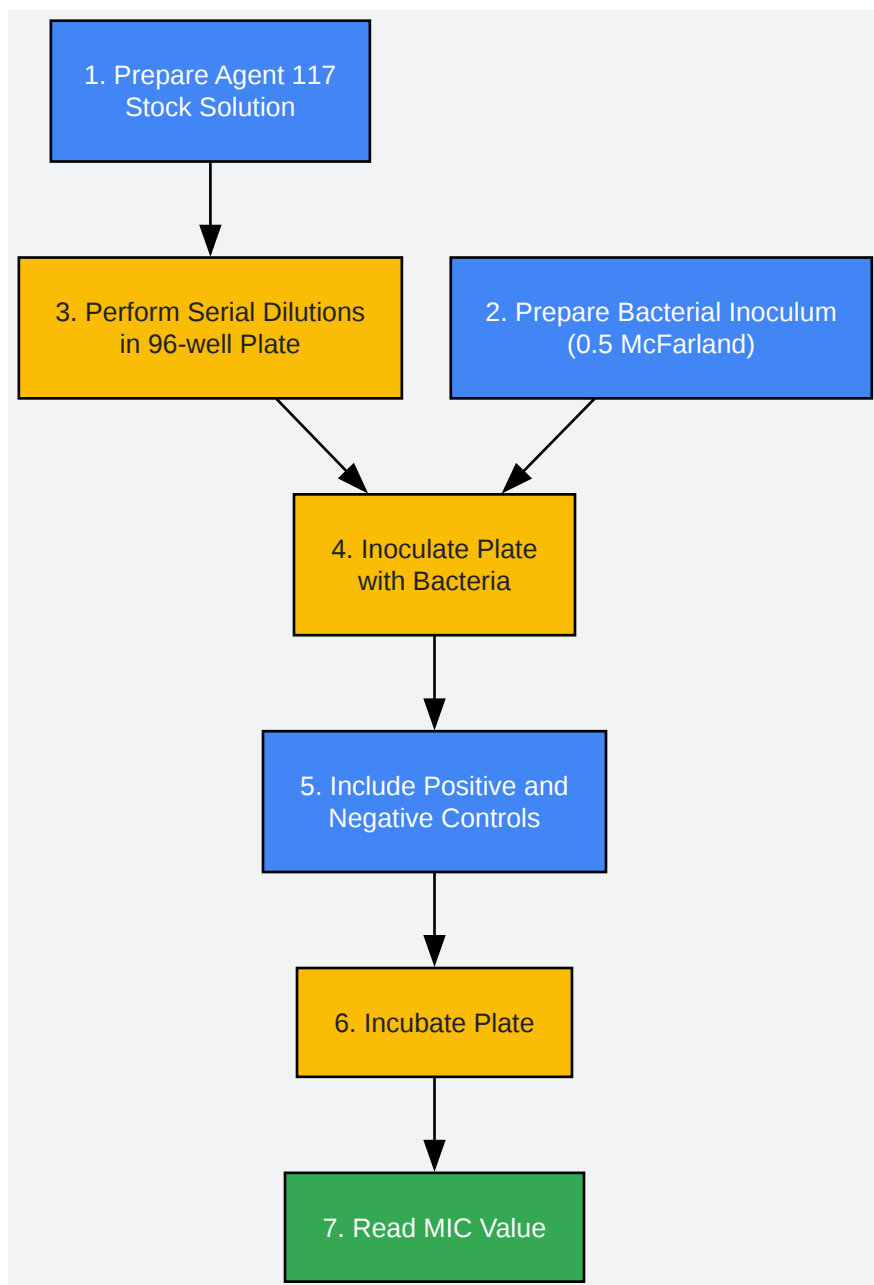 1. Prepare Agent 117
Stock Solution
3. Perform Serial Dilutions
in 96-well Plate
2. Prepare Bacterial Inoculum
(0.5 McFarland)
4. Inoculate Plate
with Bacteria
5. Include Positive and
Negative Controls
6. Incubate Plate
7. Read MIC Value